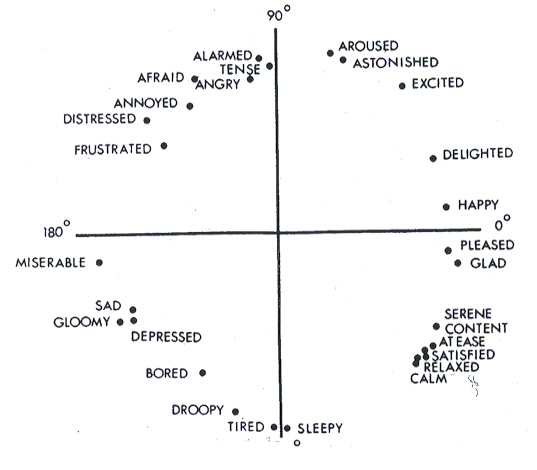 90°
AROUSED
ALARMED
ASTONISHED
TENSE
AFRAID
ANGRY
EXCITED
ANNOYED
DISTRESSED
FRUSTRATED
DELIGHTED
HAPPY
180°
0°
PLEASED
MISERABLE
GLAD
SAD
SERENE
GLOOMY
CONTENT
DEPRESSED
AT EASE
SATISFIED
RELAXED
BORED
CALM
DROOPY
TIRED
SLEEPY